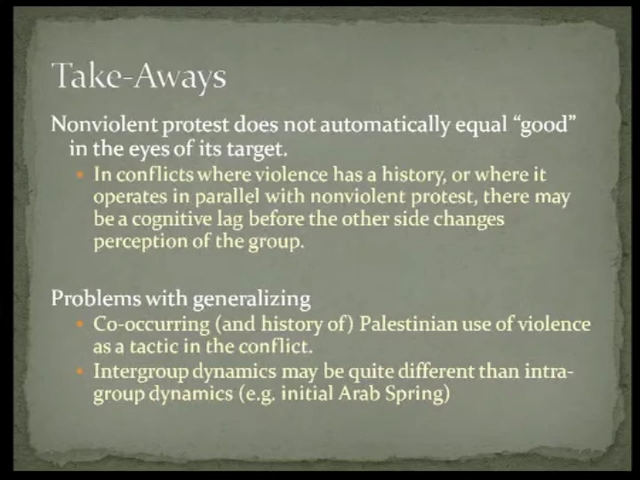 Take-Aways
Nonviolent protest does not automatically equal “good”
in the eyes of its target.
• In conflicts where violence has a history, or where it
operates in parallel with nonviolent protest, there may
be a cognitive lag before the other side changes
perception of the group.
Problems with generalizing
• Co-occurring (and history of) Palestinian use of violence
as a tactic in the conflict.
• Intergroup dynamics may be quite different than intra-
group dynamics (e.g. initial Arab Spring)